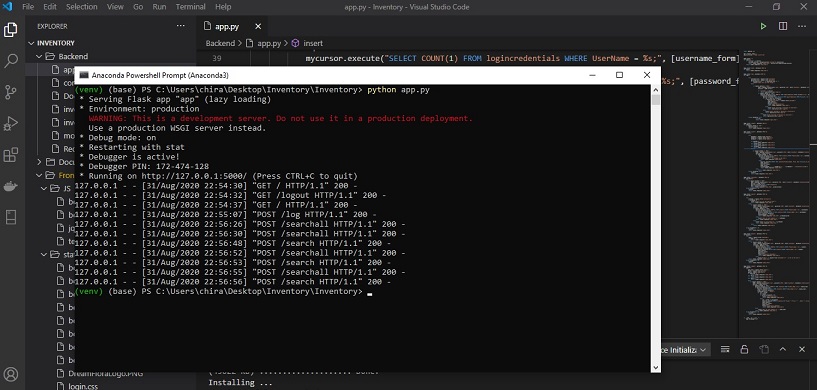 File Edit Selection View Go Run Terminal Help
app.py - Inventory - Visual Studio Code
EXPLORER
app.py
INVENTORY
Backend > app.py > insert
Backend
39 mycursor.execute("SELECT COUNT(1) FROM logincredentials WHERE UserName = %s;", [username_form]
%s;", [password_f
Anaconda Powershell Prompt (Anaconda3)
(venv) (base) PS C:\Users\chira\Desktop\Inventory\Inventory> python app.py
* Serving Flask app "app" (lazy loading)
* Environment: production
WARNING: This is a development server. Do not use it in a production deployment.
Use a production WSGI server instead.
* Debug mode: on
* Restarting with stat
* Debugger is active!
* Debugger PIN: 172-474-128
* Running on http://127.0.0.1:5000/ (Press CTRL+C to quit)
127.0.0.1 - - [31/Aug/2020 22:54:30] "GET / HTTP/1.1" 200 -
127.0.0.1 - - [31/Aug/2020 22:54:32] "GET /logout HTTP/1.1" 200 -
127.0.0.1 - - [31/Aug/2020 22:54:37] "GET / HTTP/1.1" 200 -
127.0.0.1 - - [31/Aug/2020 22:55:07] "POST /log HTTP/1.1" 200 -
127.0.0.1 - - [31/Aug/2020 22:56:26] "POST /searchall HTTP/1.1" 200 -
127.0.0.1 - - [31/Aug/2020 22:56:30] "POST /searchall HTTP/1.1" 200 -
127.0.0.1 - - [31/Aug/2020 22:56:48] "POST /search HTTP/1.1" 200 -
127.0.0.1 - - [31/Aug/2020 22:56:52] "POST /searchall HTTP/1.1" 200 -
127.0.0.1 - - [31/Aug/2020 22:56:53] "POST /search HTTP/1.1" 200 -
127.0.0.1 - - [31/Aug/2020 22:56:55] "POST /searchall HTTP/1.1" 200 -
127.0.0.1 - - [31/Aug/2020 22:56:56] "POST /search HTTP/1.1" 200 -
(venv) (base) PS C:\Users\chira\Desktop\Inventory\Inventory>
ap
con
Do
inv
inv
mo
Rec
Doc
Fron
JS
sta
DreamFloraLogo.PNG
login.css
ce Initializa
Installing ...